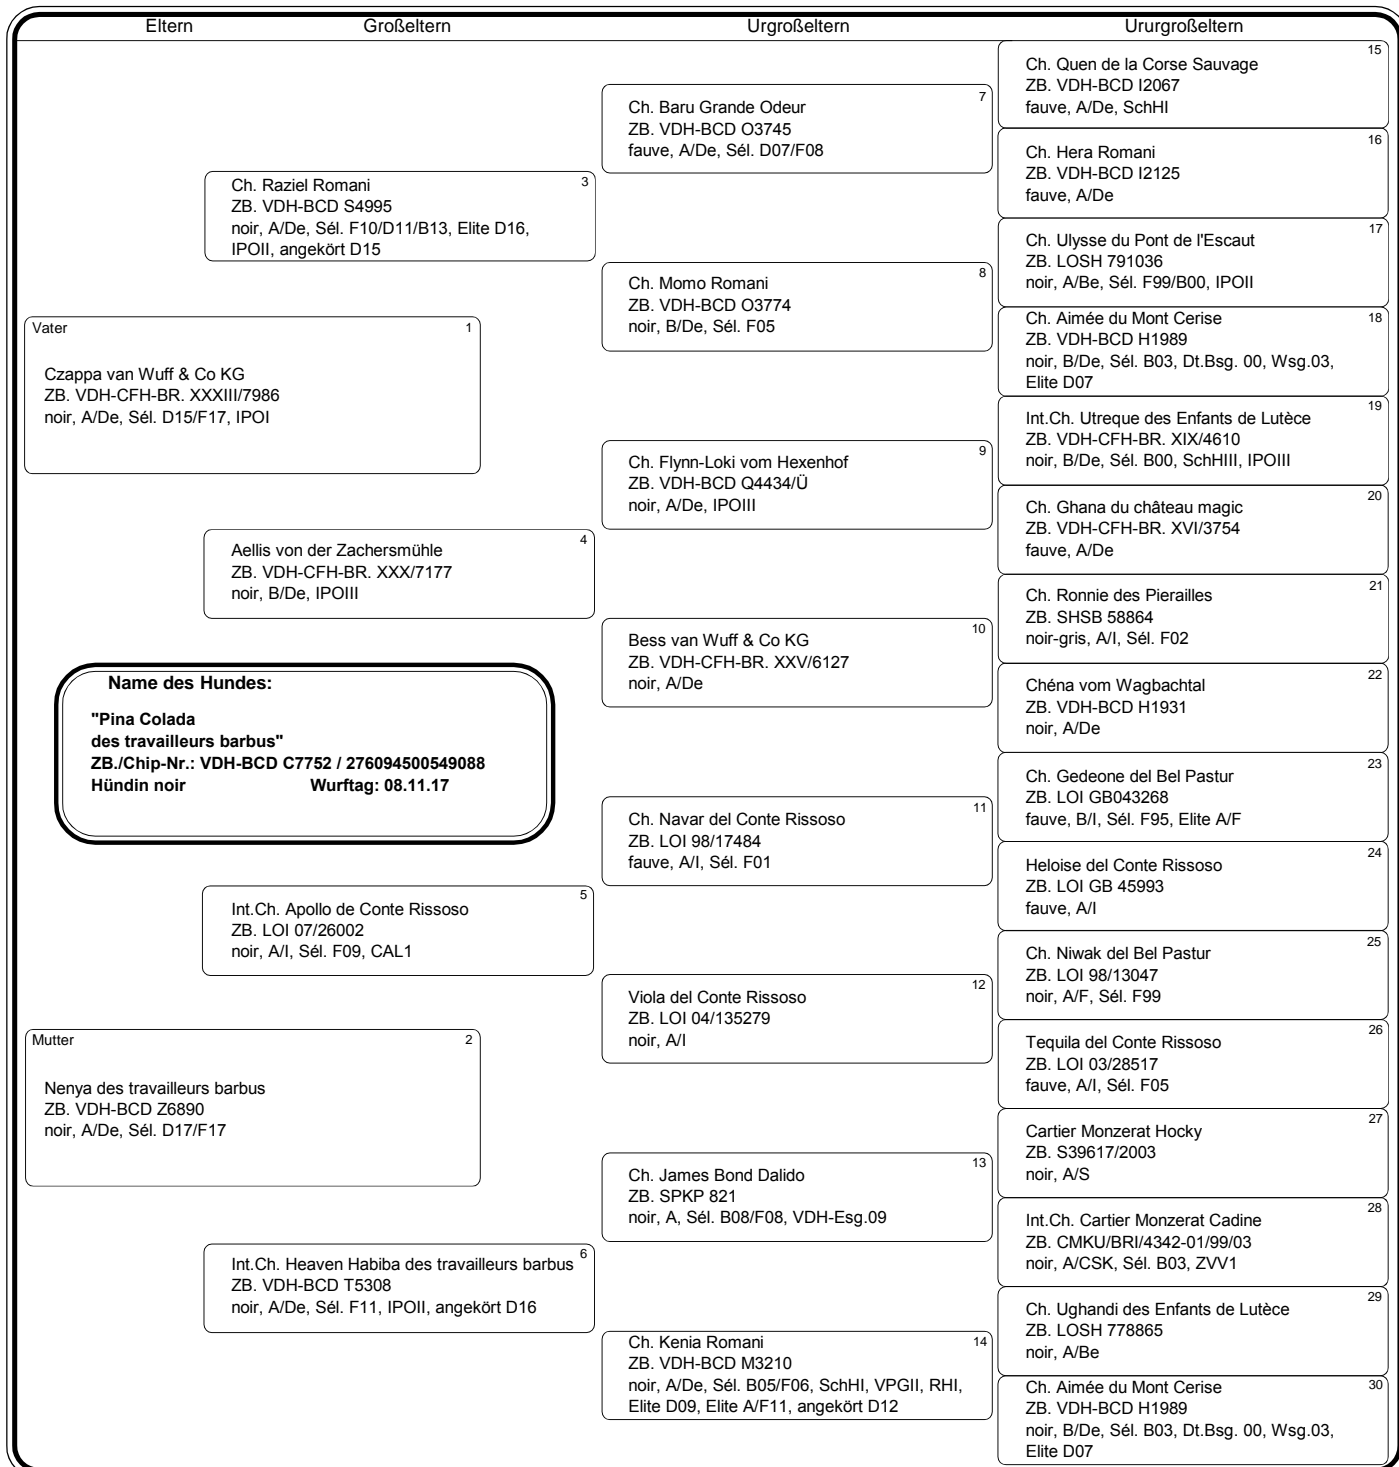 Eltern
Großeltern
Urgroßeltern
Ururgroßeltern
Vater 1
Czappa van Wuff & Co KG
ZB. VDH-CFH-BR. XXXIII/7986
noir, A/De, Sél. D15/F17, IPOI
Name des Hundes:
"Pina Colada
des travailleurs barbus"
ZB./Chip-Nr.: VDH-BCD C7752 / 276094500549088
Hündin noir Wurftag: 08.11.17
Mutter 2
Nenya des travailleurs barbus
ZB. VDH-BCD Z6890
noir, A/De, Sél. D17/F17
Ch. Raziel Romani 3
ZB. VDH-BCD S4995
noir, A/De, Sél. F10/D11/B13, Elite D16,
IPOII, angekört D15
Aellis von der Zachersmühle 4
ZB. VDH-CFH-BR. XXX/7177
noir, B/De, IPOIII
Int.Ch. Apollo de Conte Rissoso 5
ZB. LOI 07/26002
noir, A/I, Sél. F09, CAL1
Int.Ch. Heaven Habiba des travailleurs barbus 6
ZB. VDH-BCD T5308
noir, A/De, Sél. F11, IPOII, angekört D16
Ch. Baru Grande Odeur 7
ZB. VDH-BCD O3745
fauve, A/De, Sél. D07/F08
Ch. Momo Romani 8
ZB. VDH-BCD O3774
noir, B/De, Sél. F05
Ch. Flynn-Loki vom Hexenhof 9
ZB. VDH-BCD Q4434/Ü
noir, A/De, IPOIII
Bess van Wuff & Co KG 10
ZB. VDH-CFH-BR. XXV/6127
noir, A/De
Ch. Navar del Conte Rissoso 11
ZB. LOI 98/17484
fauve, A/I, Sél. F01
Viola del Conte Rissoso 12
ZB. LOI 04/135279
noir, A/I
Ch. James Bond Dalido 13
ZB. SPKP 821
noir, A, Sél. B08/F08, VDH-Esg.09
Ch. Kenia Romani 14
ZB. VDH-BCD M3210
noir, A/De, Sél. B05/F06, SchHI, VPGII, RHI,
Elite D09, Elite A/F11, angekört D12
Ch. Quen de la Corse Sauvage 15
ZB. VDH-BCD I2067
fauve, A/De, SchHI
Ch. Hera Romani 16
ZB. VDH-BCD I2125
fauve, A/De
Ch. Ulysse du Pont de l'Escaut 17
ZB. LOSH 791036
noir, A/Be, Sél. F99/B00, IPOII
Ch. Aimée du Mont Cerise 18
ZB. VDH-BCD H1989
noir, B/De, Sél. B03, Dt.Bsg. 00, Wsg.03,
Elite D07
Int.Ch. Utreque des Enfants de Lutèce 19
ZB. VDH-CFH-BR. XIX/4610
noir, B/De, Sél. B00, SchHIII, IPOIII
Ch. Ghana du château magic 20
ZB. VDH-CFH-BR. XVI/3754
fauve, A/De
Ch. Ronnie des Pierailles 21
ZB. SHSB 58864
noir-gris, A/I, Sél. F02
Chéna vom Wagbachtal 22
ZB. VDH-BCD H1931
noir, A/De
Ch. Gedeone del Bel Pastur 23
ZB. LOI GB043268
fauve, B/I, Sél. F95, Elite A/F
Heloise del Conte Rissoso 24
ZB. LOI GB 45993
fauve, A/I
Ch. Niwak del Bel Pastur 25
ZB. LOI 98/13047
noir, A/F, Sél. F99
Tequila del Conte Rissoso 26
ZB. LOI 03/28517
fauve, A/I, Sél. F05
Cartier Monzerat Hocky 27
ZB. S39617/2003
noir, A/S
Int.Ch. Cartier Monzerat Cadine 28
ZB. CMKU/BRI/4342-01/99/03
noir, A/CSK, Sél. B03, ZVV1
Ch. Ughandi des Enfants de Lutèce 29
ZB. LOSH 778865
noir, A/Be
Ch. Aimée du Mont Cerise 30
ZB. VDH-BCD H1989
noir, B/De, Sél. B03, Dt.Bsg. 00, Wsg.03,
Elite D07